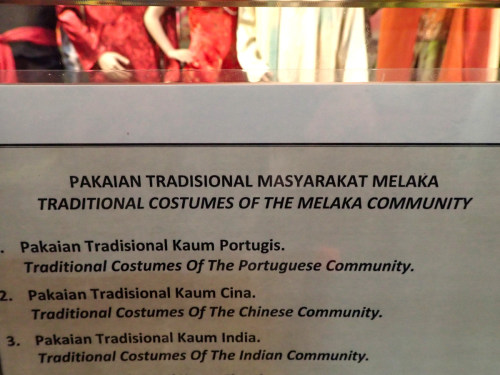 PAKAIAN TRADISIONAL MASYARAKAT MELAKA
TRADITIONAL COSTUMES OF THE MELAKA COMMUNITY
. Pakaian Tradisional Kaum Portugis.
Traditional Costumes Of The Portuguese Community.
2. Pakaian Tradisional Kaum Cina.
Traditional Costumes Of The Chinese Community.
3. Pakaian Tradisional Kaum India.
Traditional Costumes Of The Indian Community.